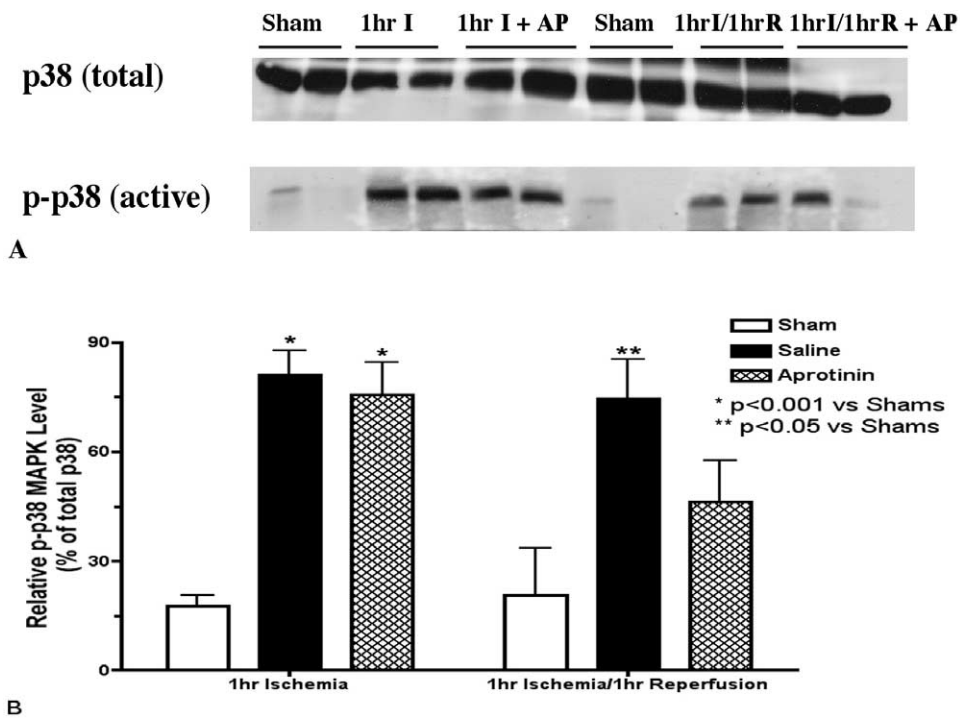 Sham 1hr I 1hr I + AP Sham 1hrI/1hrR 1hrI/1hrR + AP
p38 (total)
p-p38 (active)
A
Relative p-p38 MAPK Level
(% of total p38)
90
60
30
0
* * **
Sham
Saline
Aprotinin
* p<0.001 vs Shams
** p<0.05 vs Shams
1hr Ischemia 1hr Ischemia/1hr Reperfusion
B